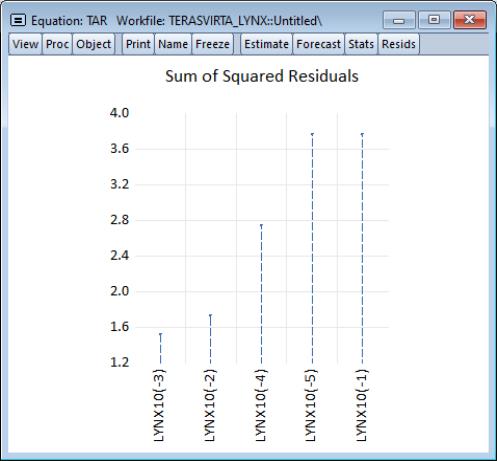 Equation: TAR Workfile: TERASVIRTA_LYNX::Untitled\
View Proc Object Print Name Freeze Estimate Forecast Stats Resids
Sum of Squared Residuals
4.0
3.6
3.2
2.8
2.4
2.0
1.6
1.2
LYNX10(-3)
LYNX10(-2)
LYNX10(-4)
LYNX10(-5)
LYNX10(-1)